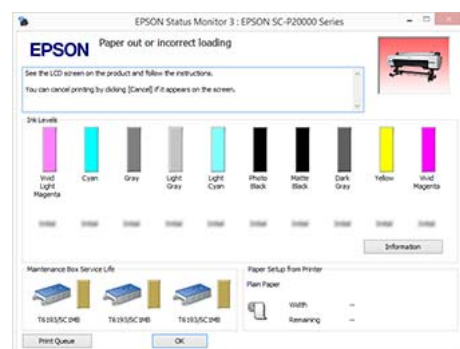 EPSON Status Monitor 3 : EPSON SC-P20000 Series
EPSON
Paper out or incorrect loading
See the LCD screen on the product and follow the instructions.
You can cancel printing by clicking [Cancel] if it appears on the screen.
Ink Levels
Vivid Light Magenta
Cyan
Gray
Light Gray
Light Cyan
Photo Black
Matte Black
Dark Gray
Yellow
Vivid Magenta
Information
Maintenance Box Service Life
T6193/SC1MB
T6193/SC1MB
T6193/SC1MB
Paper Setup from Printer
Plain Paper
Width --
Remaining --
Print Queue
OK